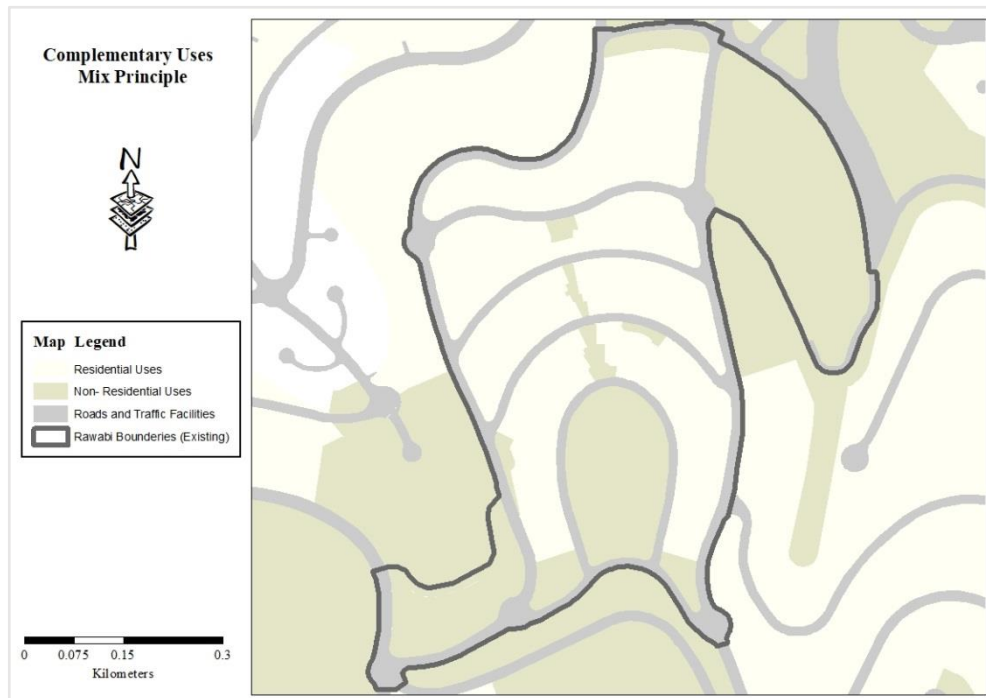 Complementary Uses
Mix Principle
N
Map Legend
Residential Uses
Non- Residential Uses
Roads and Traffic Facilities
Rawabi Bounderies (Existing)
0 0.075 0.15 0.3
Kilometers